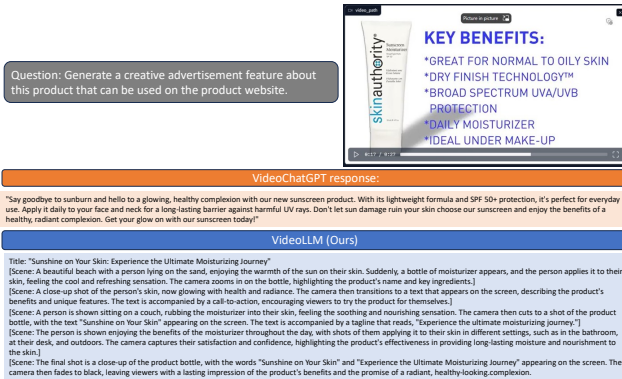 video_path
Picture in picture
Question: Generate a creative advertisement feature about
this product that can be used on the product website.
skinauthority
Sunscreen
Moisturizer
KEY BENEFITS:
*GREAT FOR NORMAL TO OILY SKIN
*DRY FINISH TECHNOLOGY™
*BROAD SPECTRUM UVA/UVB
PROTECTION
*DAILY MOISTURIZER
*IDEAL UNDER MAKE-UP
0:17 / 0:27
VideoChatGPT response:
"Say goodbye to sunburn and hello to a glowing, healthy complexion with our new sunscreen product. With its lightweight formula and SPF 50+ protection, it's perfect for everyday
use. Apply it daily to your face and neck for a long-lasting barrier against harmful UV rays. Don't let sun damage ruin your skin choose our sunscreen and enjoy the benefits of a
healthy, radiant complexion. Get your glow on with our sunscreen today!"
VideoLLM (Ours)
Title: "Sunshine on Your Skin: Experience the Ultimate Moisturizing Journey"
[Scene: A beautiful beach with a person lying on the sand, enjoying the warmth of the sun on their skin. Suddenly, a bottle of moisturizer appears, and the person applies it to their
skin, feeling the cool and refreshing sensation. The camera zooms in on the bottle, highlighting the product's name and key ingredients.]
[Scene: A close-up shot of the person's skin, now glowing with health and radiance. The camera then transitions to a text that appears on the screen, describing the product's
benefits and unique features. The text is accompanied by a call-to-action, encouraging viewers to try the product for themselves.]
[Scene: A person is shown sitting on a couch, rubbing the moisturizer into their skin, feeling the soothing and nourishing sensation. The camera then cuts to a shot of the product
bottle, with the text "Sunshine on Your Skin" appearing on the screen. The text is accompanied by a tagline that reads, "Experience the ultimate moisturizing journey."]
[Scene: The person is shown enjoying the benefits of the moisturizer throughout the day, with shots of them applying it to their skin in different settings, such as in the bathroom,
at their desk, and outdoors. The camera captures their satisfaction and confidence, highlighting the product's effectiveness in providing long-lasting moisture and nourishment to
the skin.]
[Scene: The final shot is a close-up of the product bottle, with the words "Sunshine on Your Skin" and "Experience the Ultimate Moisturizing Journey" appearing on the screen. The
camera then fades to black, leaving viewers with a lasting impression of the product's benefits and the promise of a radiant, healthy-looking.complexion.